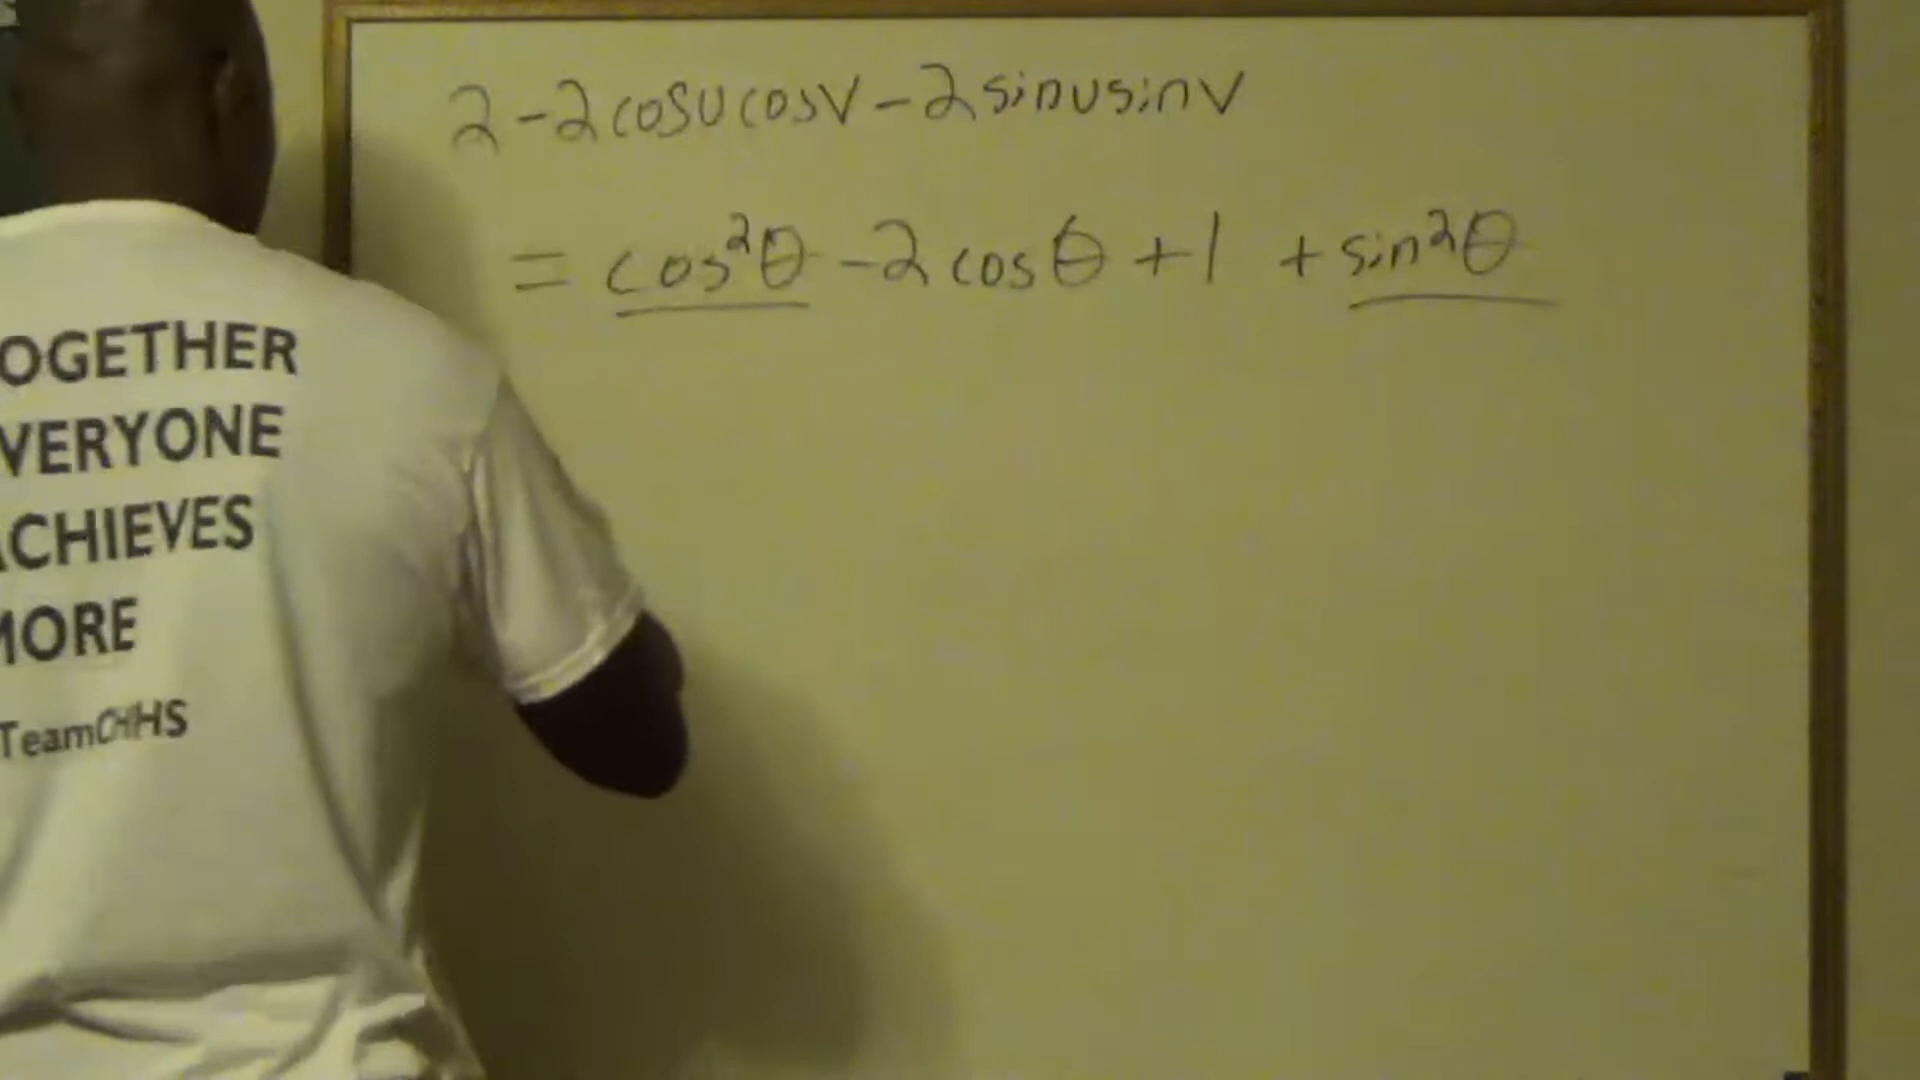 2 - 2cosucosv - 2sinusinv
= cos²θ - 2cosθ + 1 + sin²θ
OGETHER
VERYONE
ACHIEVES
MORE
TeamCHHS